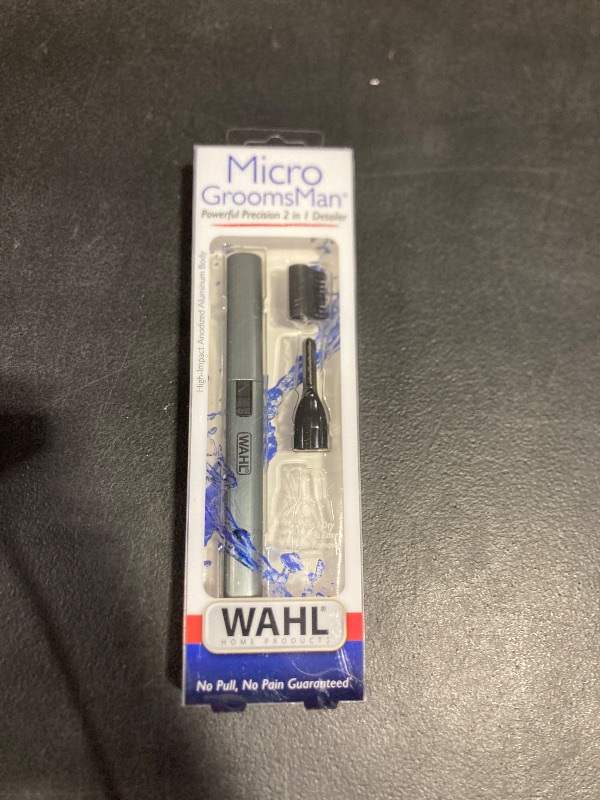 Micro
GroomsMan®
Powerful Precision 2 in 1 Detailer
High-Impact Anodized Aluminum Body
WAHL
WAHL®
HOME PRODUCTS
No Pull, No Pain Guaranteed